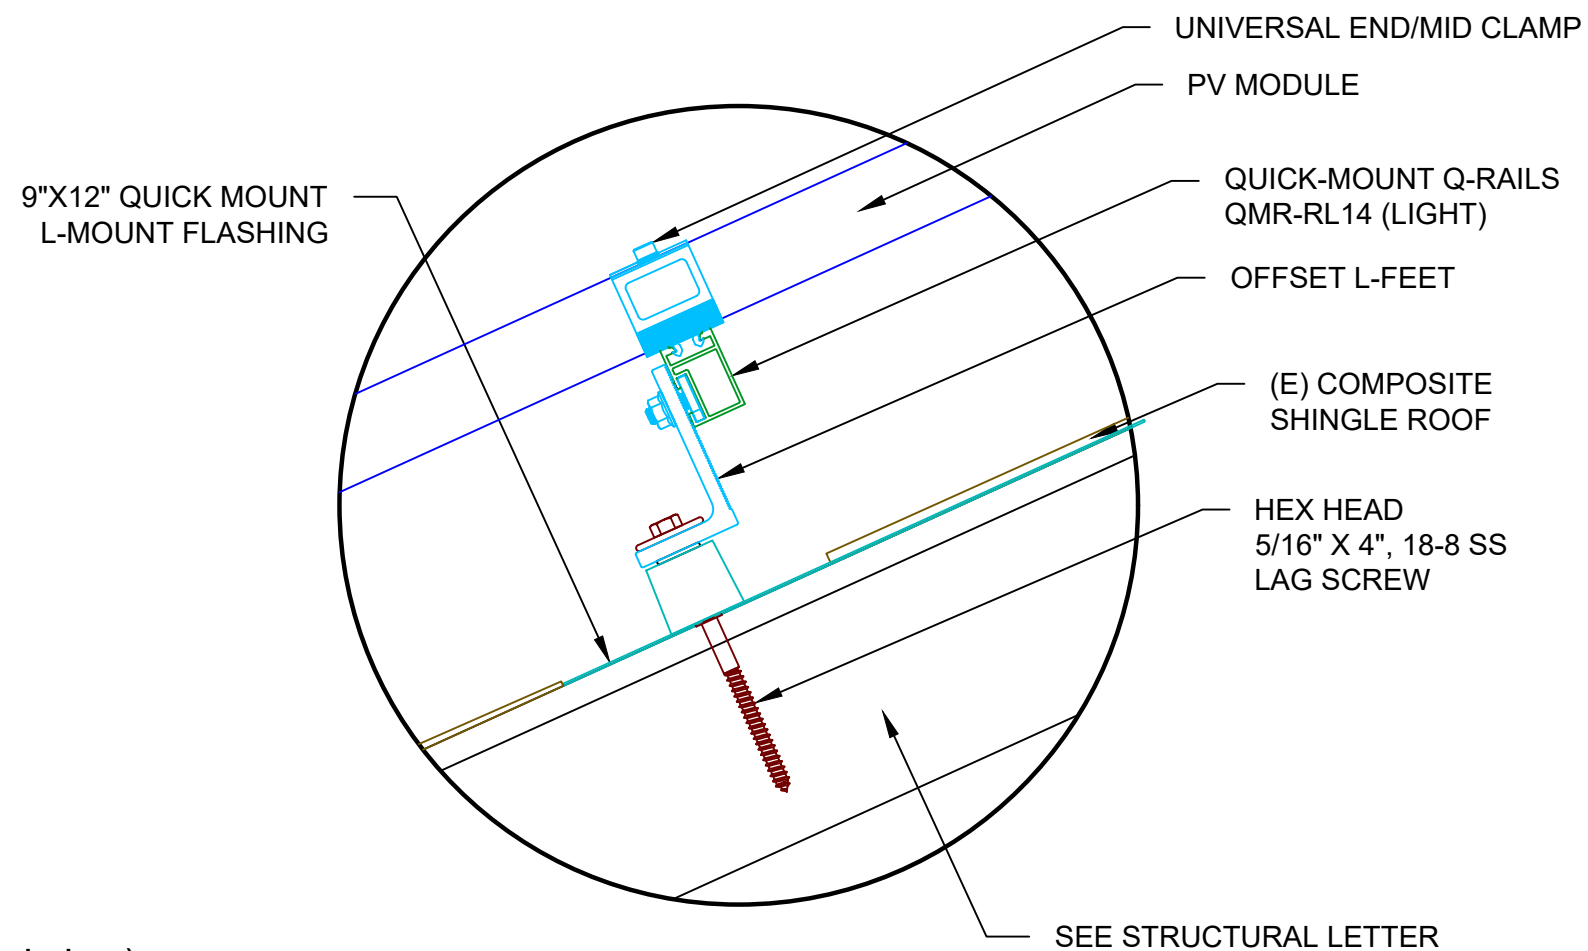 UNIVERSAL END/MID CLAMP
PV MODULE
9"X12" QUICK MOUNT
L-MOUNT FLASHING
QUICK-MOUNT Q-RAILS
QMR-RL14 (LIGHT)
OFFSET L-FEET
(E) COMPOSITE
SHINGLE ROOF
HEX HEAD
5/16" X 4", 18-8 SS
LAG SCREW
SEE STRUCTURAL LETTER